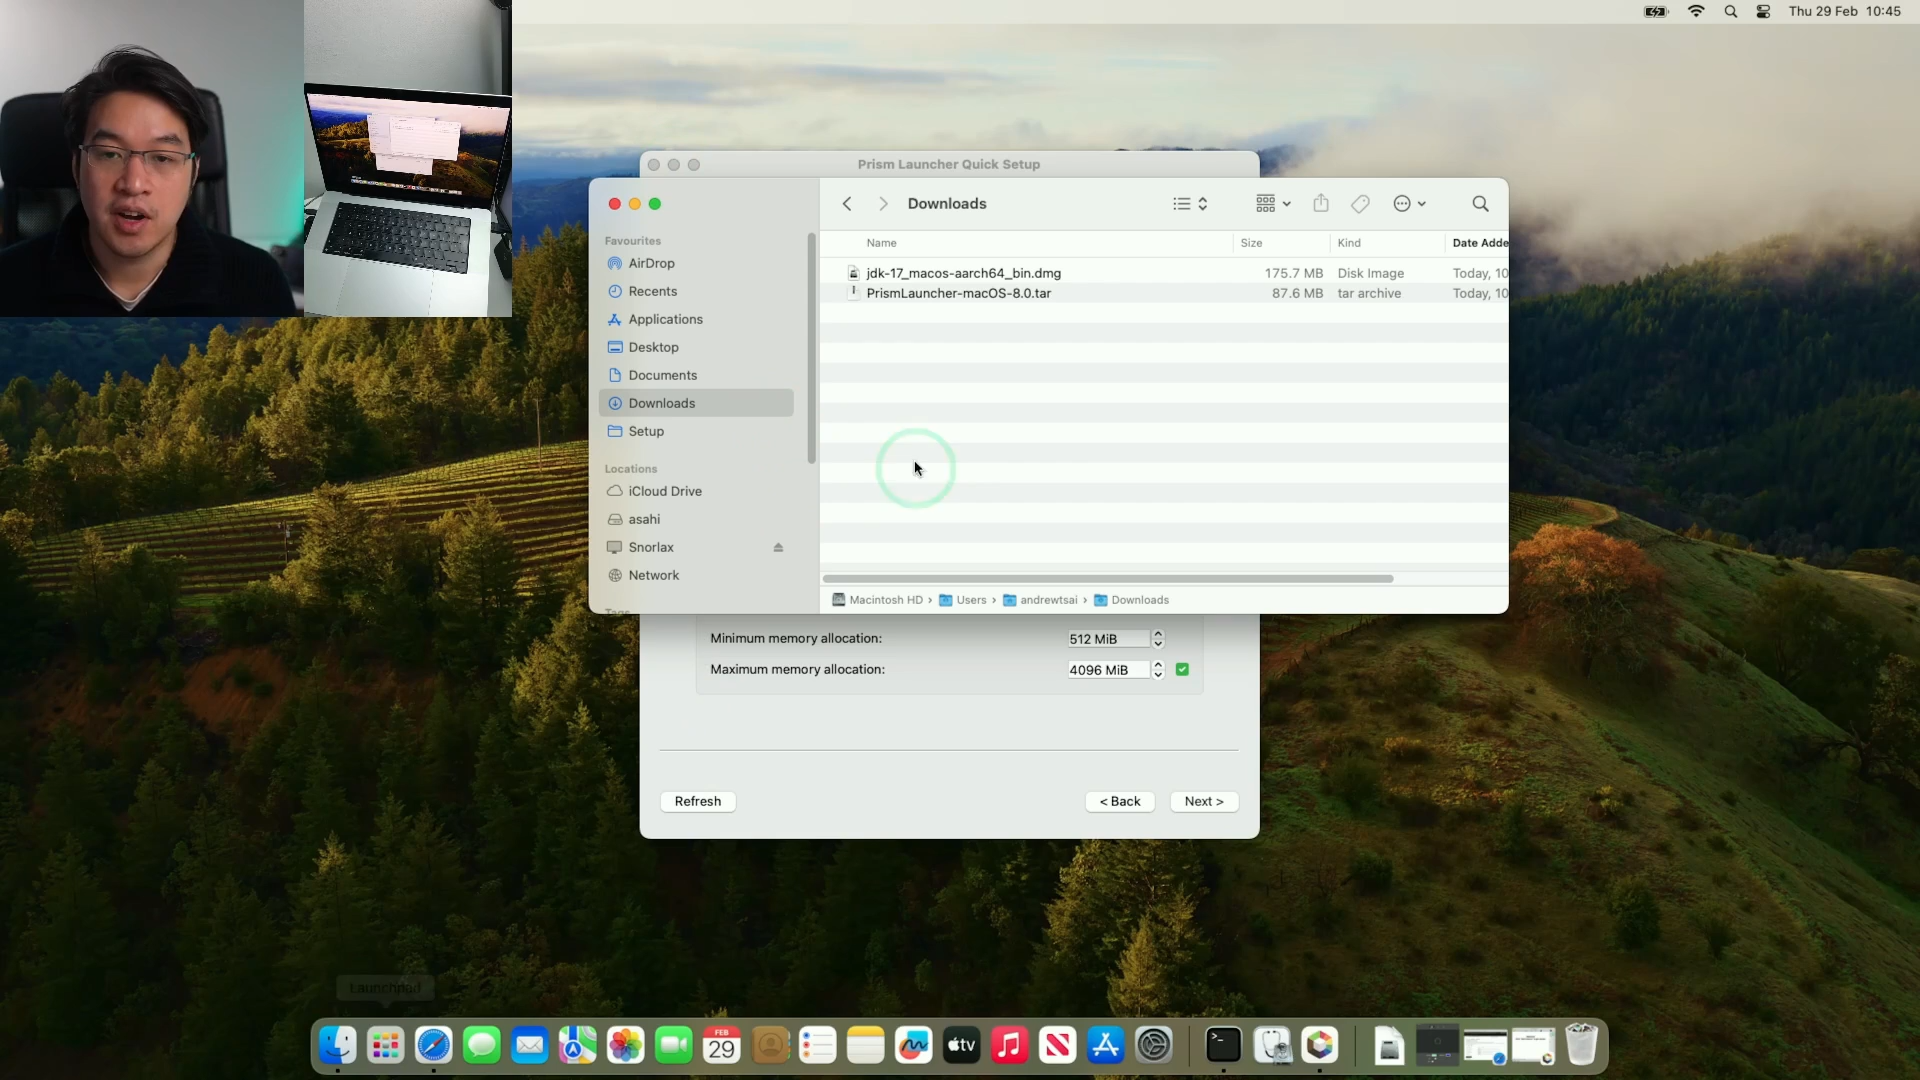 Thu 29 Feb 10:45
Prism Launcher Quick Setup
Downloads
Favourites
AirDrop
Recents
Applications
Desktop
Documents
Downloads
Setup
Locations
iCloud Drive
asahi
Snorlax
Network
Tags
Name Size Kind Date Adde
jdk-17_macos-aarch64_bin.dmg 175.7 MB Disk Image Today, 10
PrismLauncher-macOS-8.0.tar 87.6 MB tar archive Today, 10
Macintosh HD › Users › andrewtsai › Downloads
Minimum memory allocation: 512 MiB
Maximum memory allocation: 4096 MiB
Refresh
< Back
Next >
Launchpad
FEB
29
tv